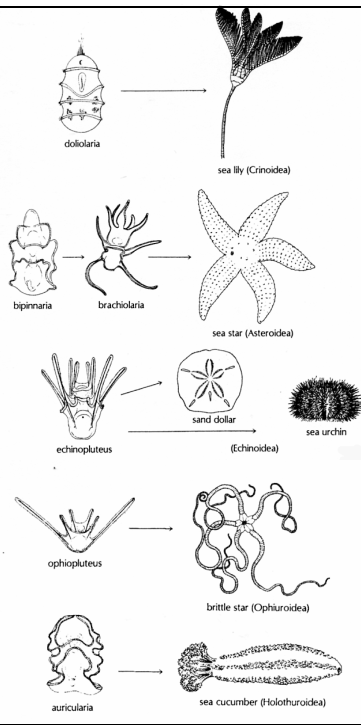 doliolaria
sea lily (Crinoidea)
bipinnaria
brachiolaria
sea star (Asteroidea)
sand dollar
sea urchin
echinopluteus
(Echinoidea)
ophiopluteus
brittle star (Ophiuroidea)
auricularia
sea cucumber (Holothuroidea)